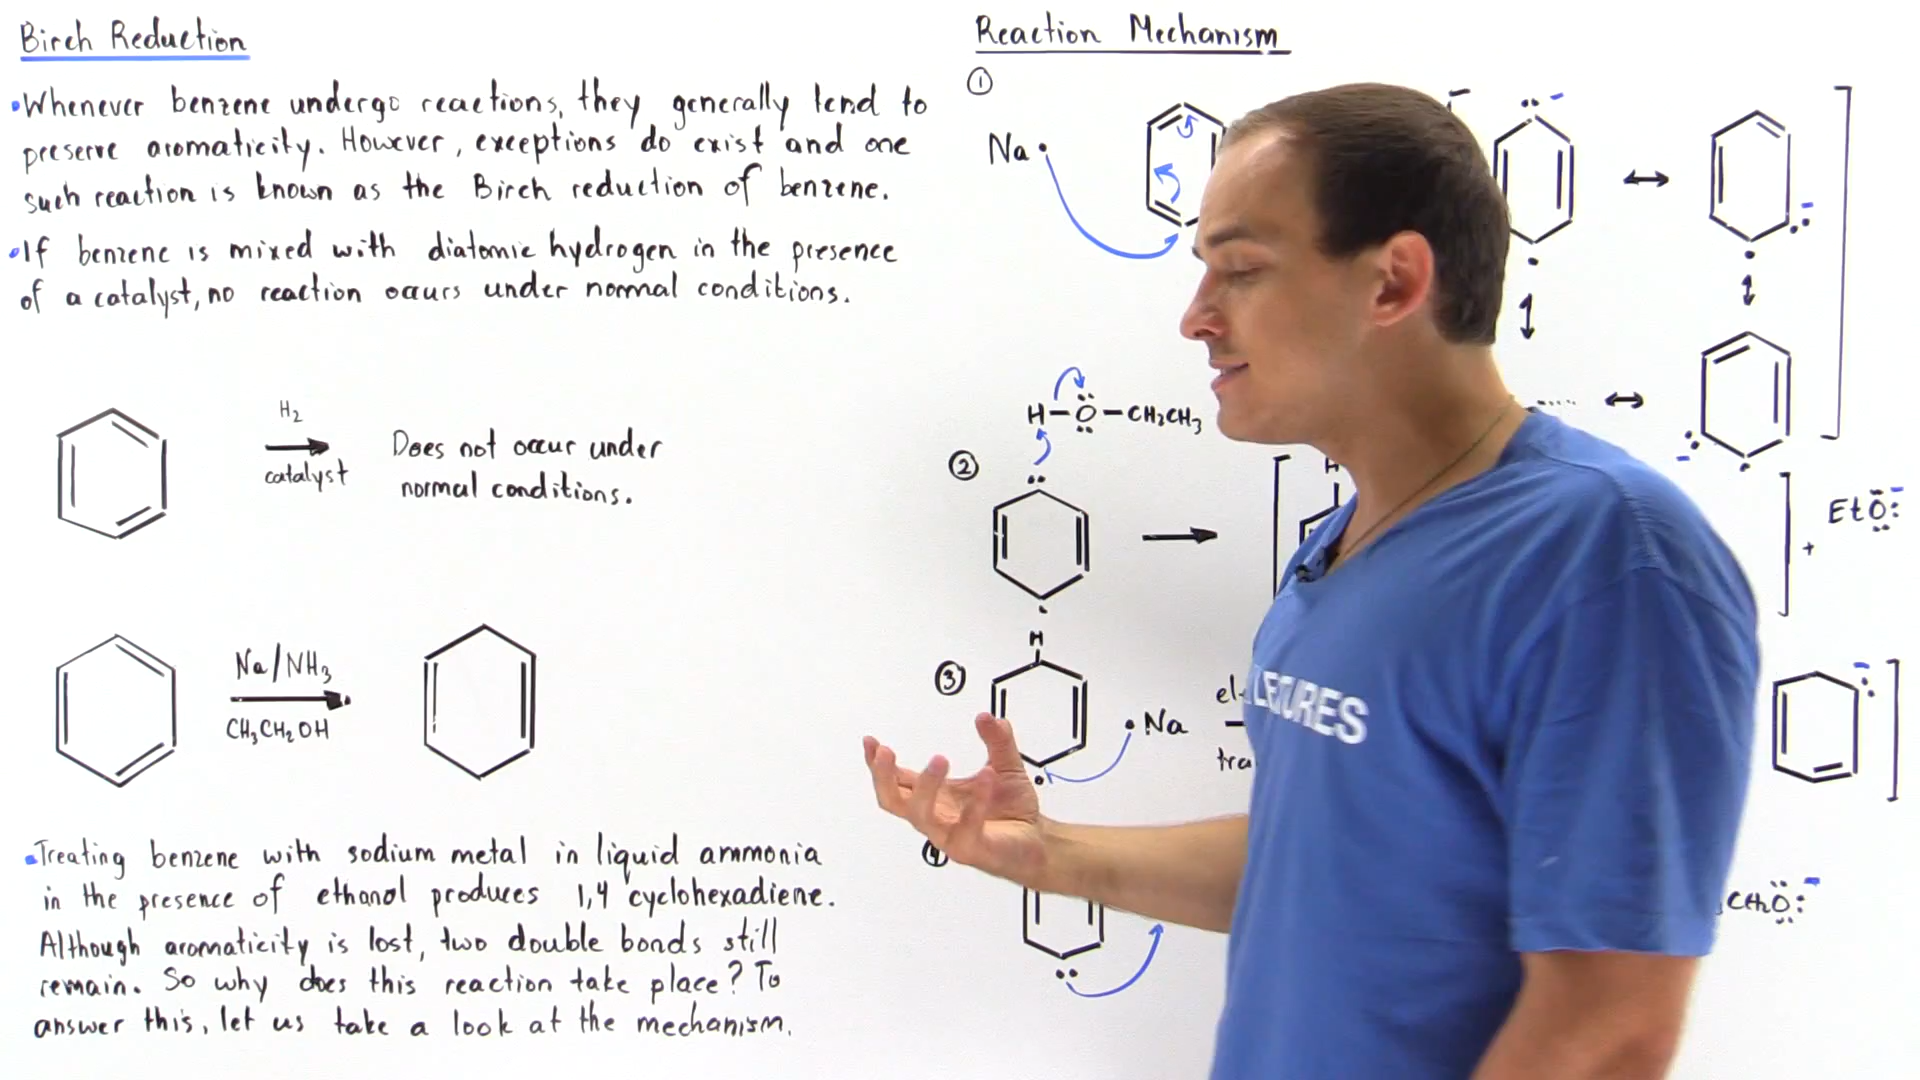 Birch Reduction
•Whenever benzene undergo reactions, they generally tend to
preserve aromaticity. However, exceptions do exist and one
such reaction is known as the Birch reduction of benzene.
•If benzene is mixed with diatomic hydrogen in the presence
of a catalyst, no reaction occurs under normal conditions.
H₂
catalyst
Does not occur under
normal conditions.
Na/NH₃
CH₃CH₂OH
•Treating benzene with sodium metal in liquid ammonia
in the presence of ethanol produces 1,4 cyclohexadiene.
Although aromaticity is lost, two double bonds still
remain. So why does this reaction take place? To
answer this, let us take a look at the mechanism.
Reaction Mechanism
①
Na·
H–Ö–CH₂CH₃
②
H
EtÖ:⁻
+
H
③
·Na
④
LECTURES